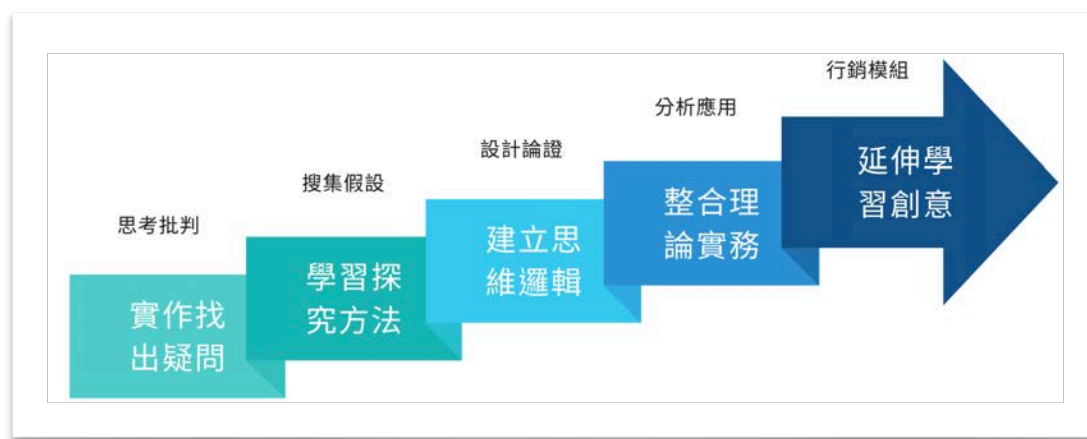 思考批判
實作找
出疑問
搜集假設
學習探
究方法
設計論證
建立思
維邏輯
分析應用
整合理
論實務
行銷模組
延伸學
習創意